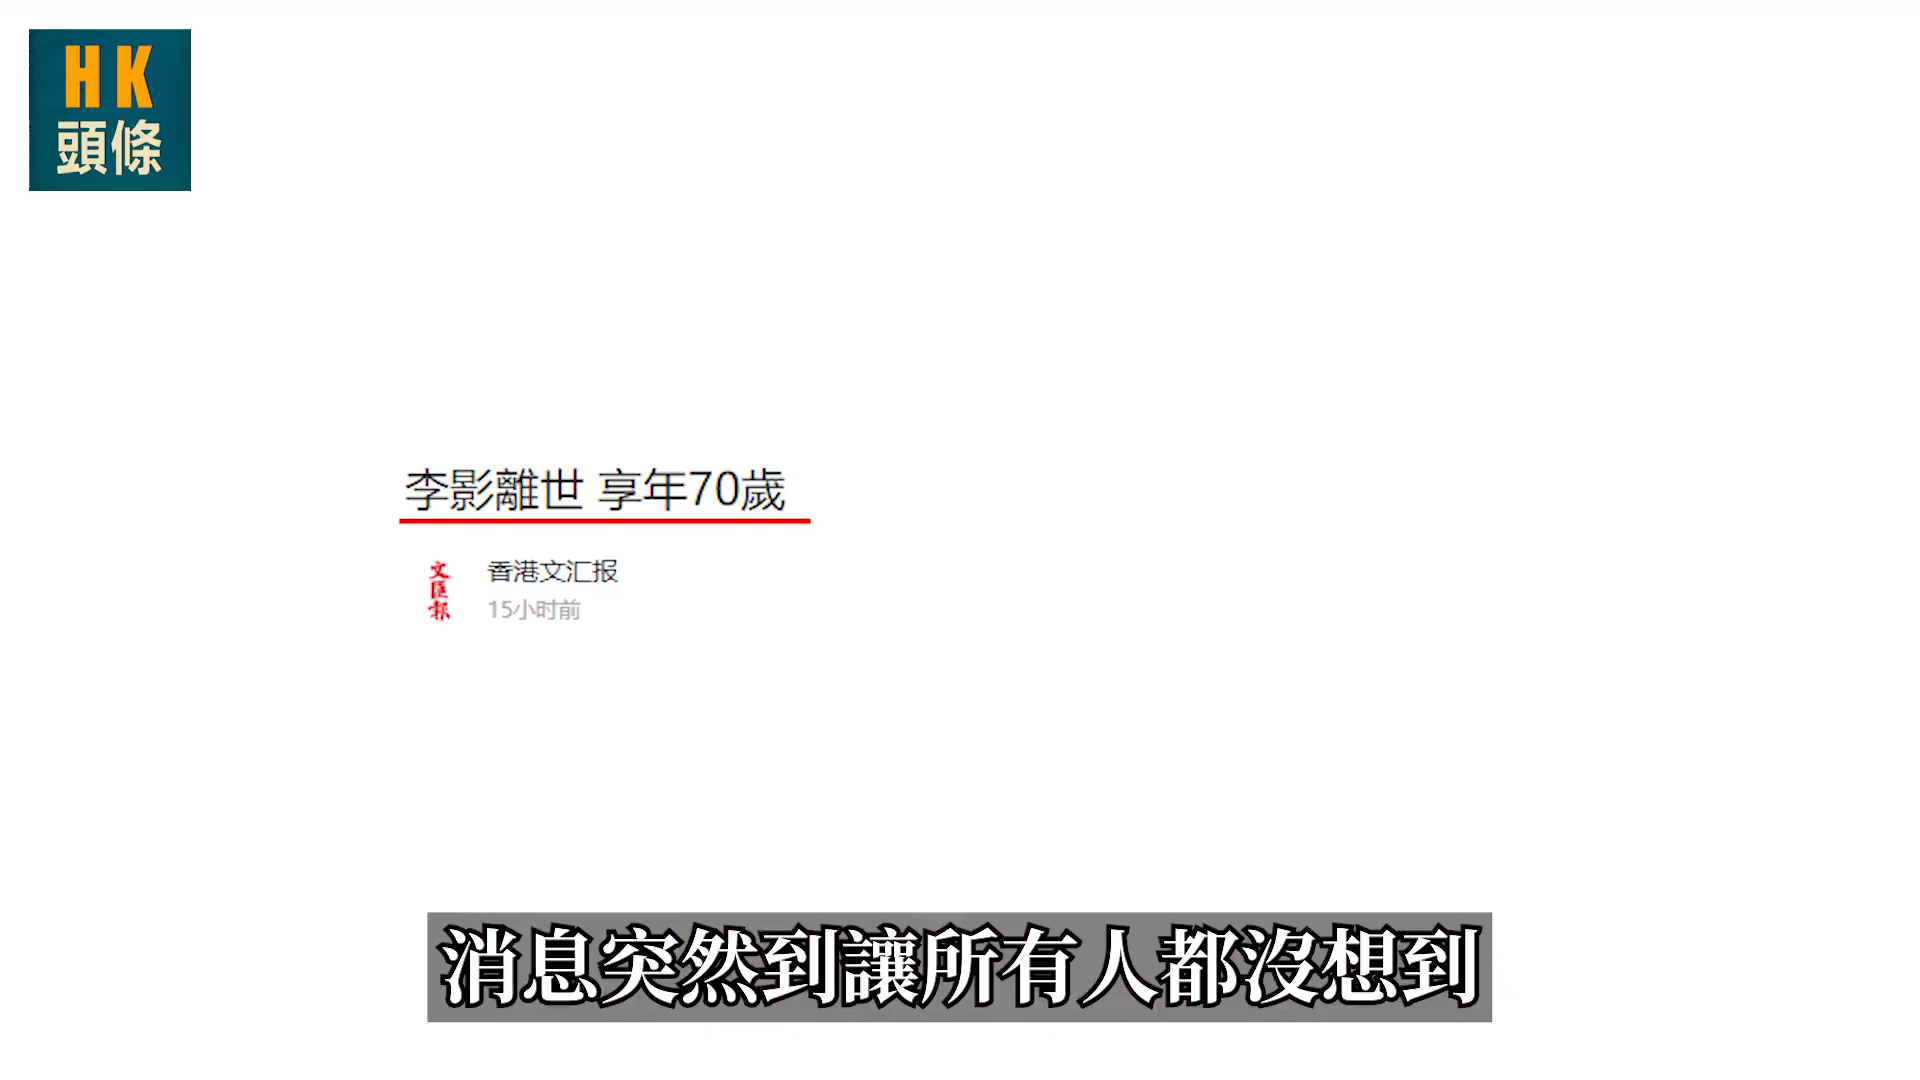 HK
頭條
李影離世 享年70歲
文匯報
香港文汇报
15小时前
消息突然到讓所有人都沒想到